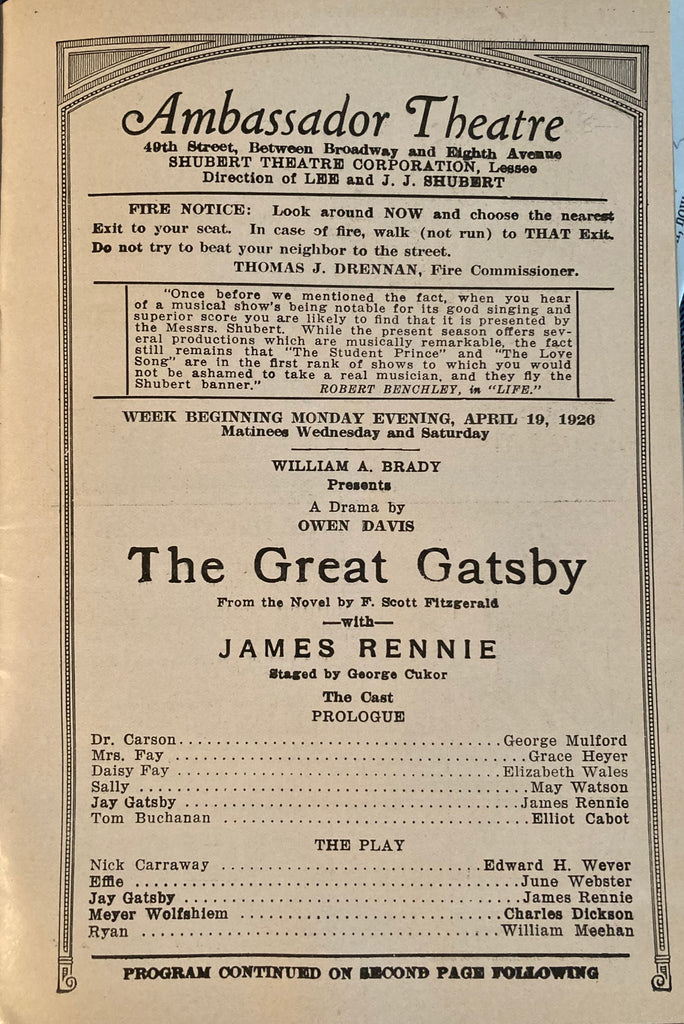 Ambassador Theatre
49th Street, Between Broadway and Eighth Avenue
SHUBERT THEATRE CORPORATION, Lessee
Direction of LEE and J. J. SHUBERT
FIRE NOTICE: Look around NOW and choose the nearest
Exit to your seat. In case of fire, walk (not run) to THAT Exit.
Do not try to beat your neighbor to the street.
THOMAS J. DRENNAN, Fire Commissioner.
"Once before we mentioned the fact, when you hear
of a musical show's being notable for its good singing and
superior score you are likely to find that it is presented by
the Messrs. Shubert. While the present season offers sev-
eral productions which are musically remarkable, the fact
still remains that "The Student Prince" and "The Love
Song" are in the first rank of shows to which you would
not be ashamed to take a real musician, and they fly the
Shubert banner." ROBERT BENCHLEY, in "LIFE."
WEEK BEGINNING MONDAY EVENING, APRIL 19, 1926
Matinees Wednesday and Saturday
WILLIAM A. BRADY
Presents
A Drama by
OWEN DAVIS
The Great Gatsby
From the Novel by F. Scott Fitzgerald
—with—
JAMES RENNIE
Staged by George Cukor
The Cast
PROLOGUE
Dr. Carson................................George Mulford
Mrs. Fay ..................................Grace Heyer
Daisy Fay ...............................Elizabeth Wales
Sally .....................................May Watson
Jay Gatsby ................................James Rennie
Tom Buchanan ..............................Elliot Cabot
THE PLAY
Nick Carraway ..........................Edward H. Wever
Effie .....................................June Webster
Jay Gatsby ................................James Rennie
Meyer Wolfshiem .........................Charles Dickson
Ryan ....................................William Meehan
PROGRAM CONTINUED ON SECOND PAGE FOLLOWING